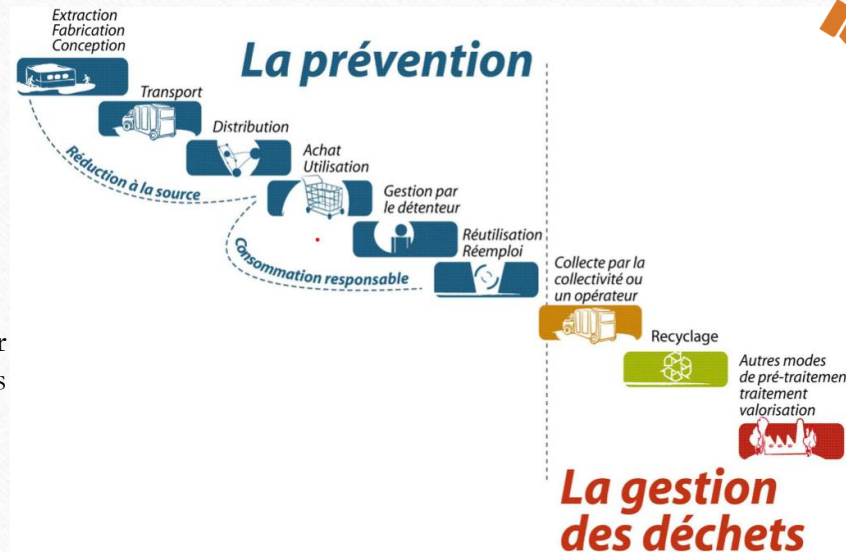 Extraction
Fabrication
Conception
La prévention
Transport
Distribution
Réduction à la source
Achat
Utilisation
Gestion par
le détenteur
Consommation responsable
Réutilisation
Réemploi
Collecte par la
collectivité ou
un opérateur
r
s
Recyclage
Autres modes
de pré-traitemen
traitement
valorisation
La gestion
des déchets